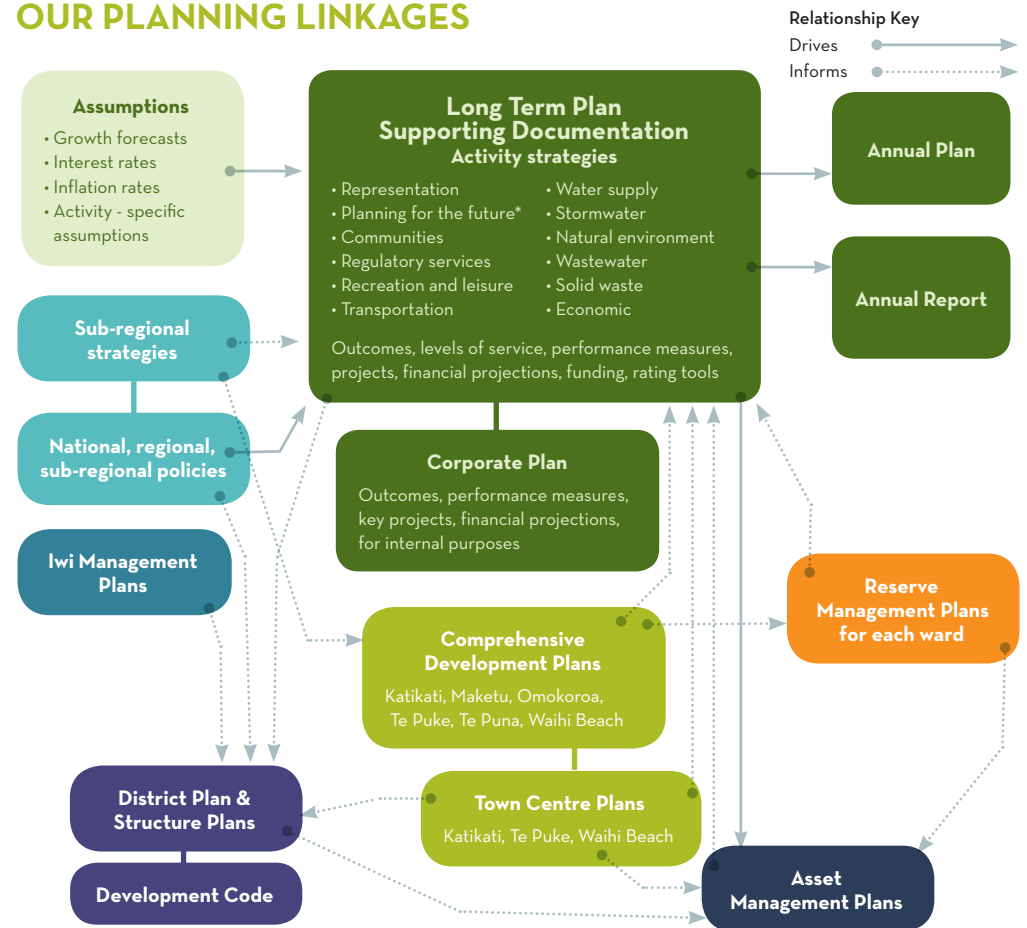 OUR PLANNING LINKAGES
Relationship Key
Drives
Informs
Assumptions
• Growth forecasts
• Interest rates
• Inflation rates
• Activity - specific
assumptions
Long Term Plan
Supporting Documentation
Activity strategies
• Representation
• Planning for the future*
• Communities
• Regulatory services
• Recreation and leisure
• Transportation
• Water supply
• Stormwater
• Natural environment
• Wastewater
• Solid waste
• Economic
Outcomes, levels of service, performance measures,
projects, financial projections, funding, rating tools
Annual Plan
Annual Report
Sub-regional
strategies
National, regional,
sub-regional policies
Corporate Plan
Outcomes, performance measures,
key projects, financial projections,
for internal purposes
Iwi Management
Plans
Reserve
Management Plans
for each ward
Comprehensive
Development Plans
Katikati, Maketu, Omokoroa,
Te Puke, Te Puna, Waihi Beach
District Plan &
Structure Plans
Town Centre Plans
Katikati, Te Puke, Waihi Beach
Development Code
Asset
Management Plans